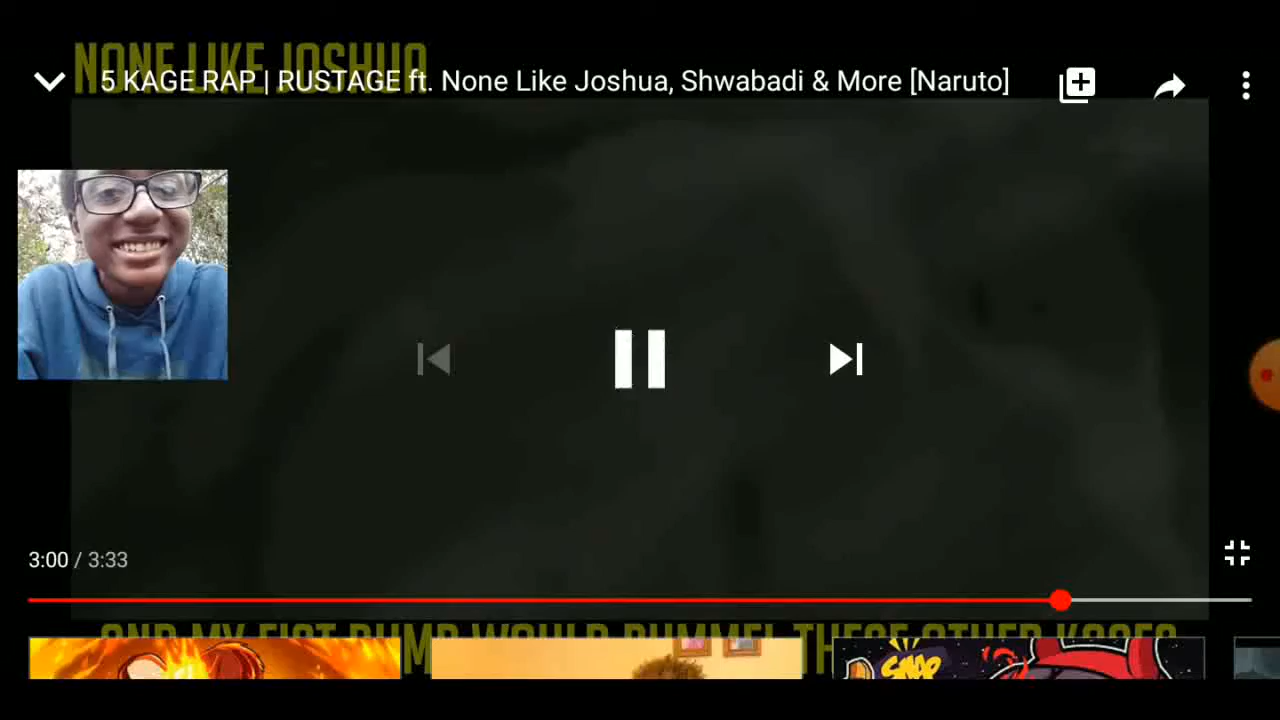 NONE LIKE JOSHUA
5 KAGE RAP | RUSTAGE ft. None Like Joshua, Shwabadi & More [Naruto]
3:00 / 3:33
AND MY FIST BUMP WOULD PUMMEL THESE OTHER KAGES
SNAP